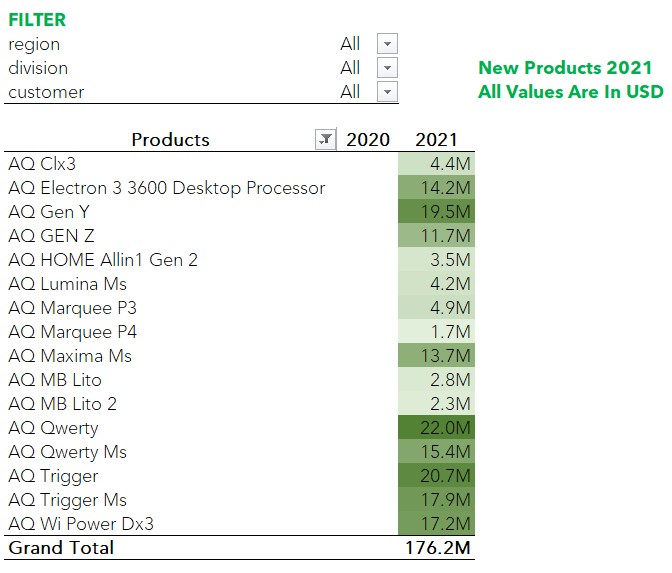 FILTER
region All
division All
customer All
New Products 2021
All Values Are In USD
Products 2020 2021
AQ Clx3 4.4M
AQ Electron 3 3600 Desktop Processor 14.2M
AQ Gen Y 19.5M
AQ GEN Z 11.7M
AQ HOME Allin1 Gen 2 3.5M
AQ Lumina Ms 4.2M
AQ Marquee P3 4.9M
AQ Marquee P4 1.7M
AQ Maxima Ms 13.7M
AQ MB Lito 2.8M
AQ MB Lito 2 2.3M
AQ Qwerty 22.0M
AQ Qwerty Ms 15.4M
AQ Trigger 20.7M
AQ Trigger Ms 17.9M
AQ Wi Power Dx3 17.2M
Grand Total 176.2M